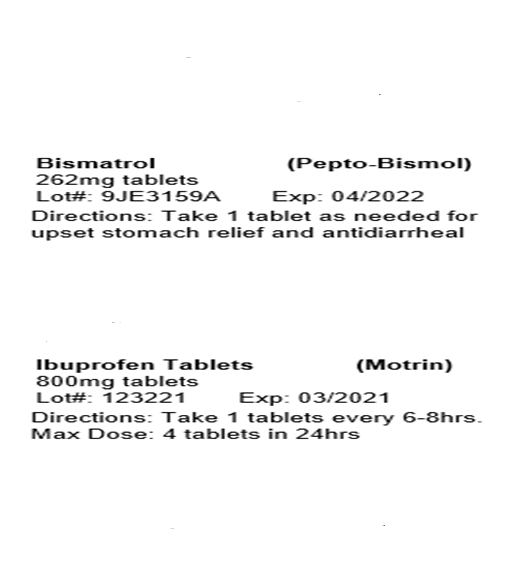 Bismatrol (Pepto-Bismol)
262mg tablets
Lot#: 9JE3159A Exp: 04/2022
Directions: Take 1 tablet as needed for
upset stomach relief and antidiarrheal
Ibuprofen Tablets (Motrin)
800mg tablets
Lot#: 123221 Exp: 03/2021
Directions: Take 1 tablets every 6-8hrs.
Max Dose: 4 tablets in 24hrs